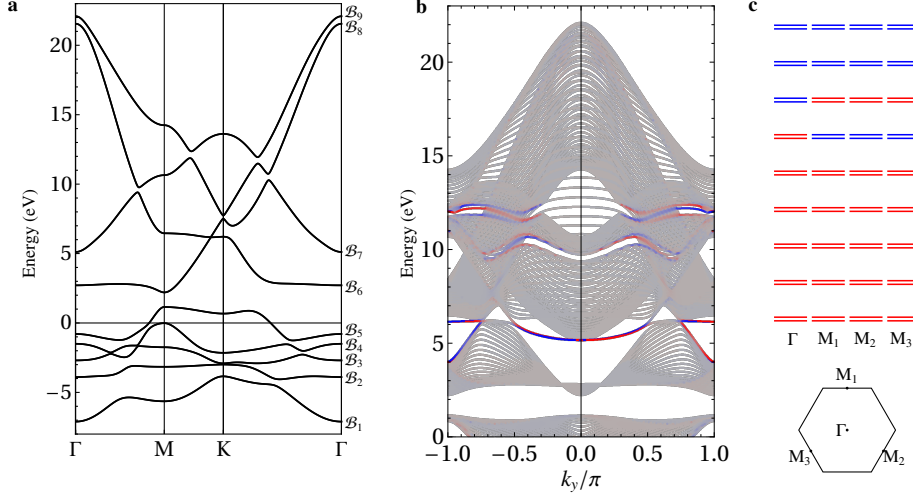 a
Energy (eV)
20
15
10
5
0
−5
Γ
M
K
Γ
ℬ9
ℬ8
ℬ7
ℬ6
ℬ5
ℬ4
ℬ3
ℬ2
ℬ1
b
Energy (eV)
20
15
10
5
0
−1.0
−0.5
0.0
0.5
1.0
ky/π
c
Γ M1 M2 M3
M1
Γ
M3
M2